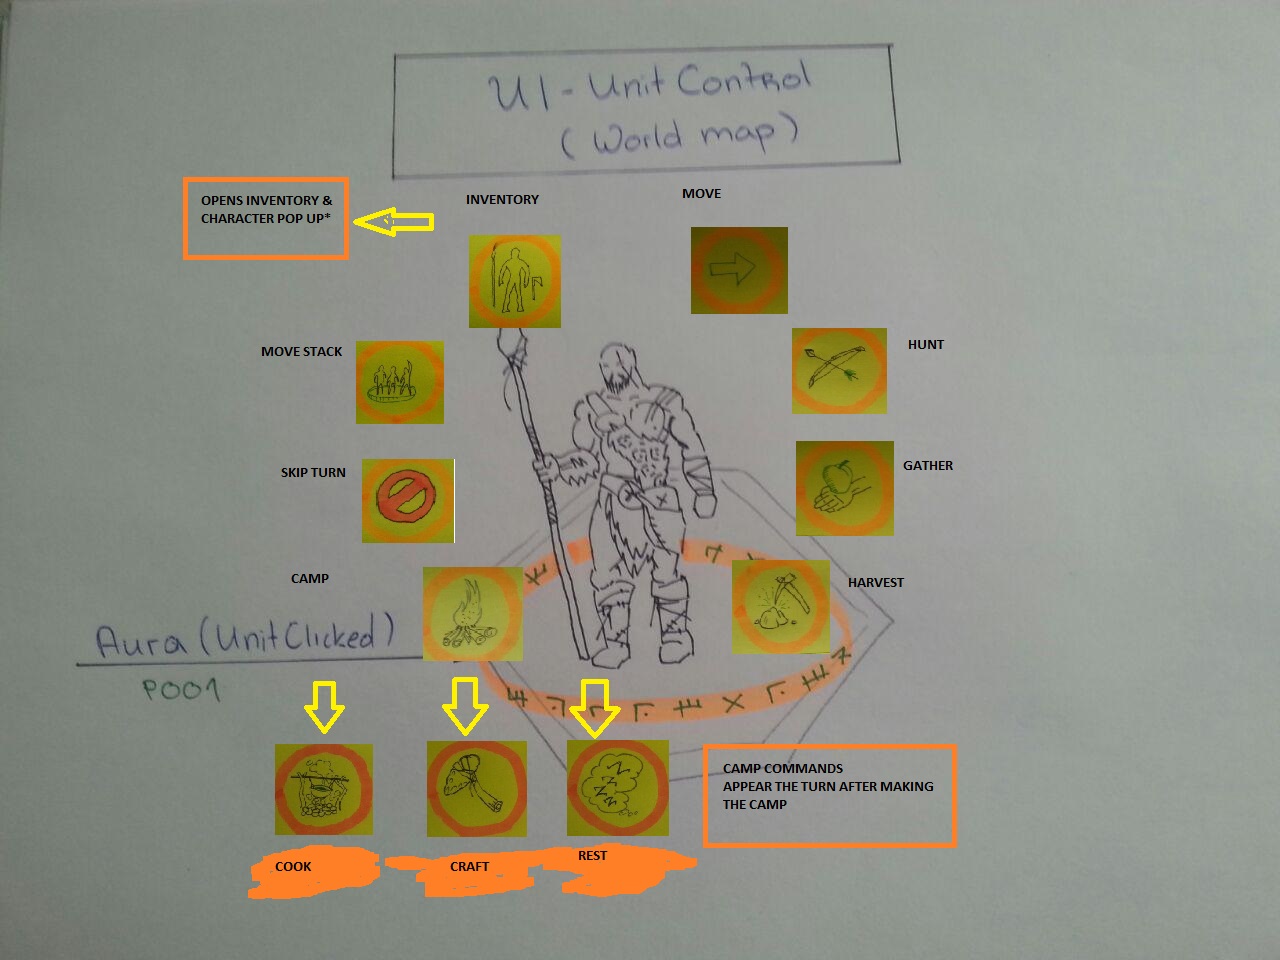 UI - Unit Control
(World map)
OPENS INVENTORY &
CHARACTER POP UP*
INVENTORY
MOVE
MOVE STACK
HUNT
SKIP TURN
GATHER
CAMP
HARVEST
Aura (Unit Clicked)
P001
CAMP COMMANDS
APPEAR THE TURN AFTER MAKING
THE CAMP
COOK
CRAFT
REST